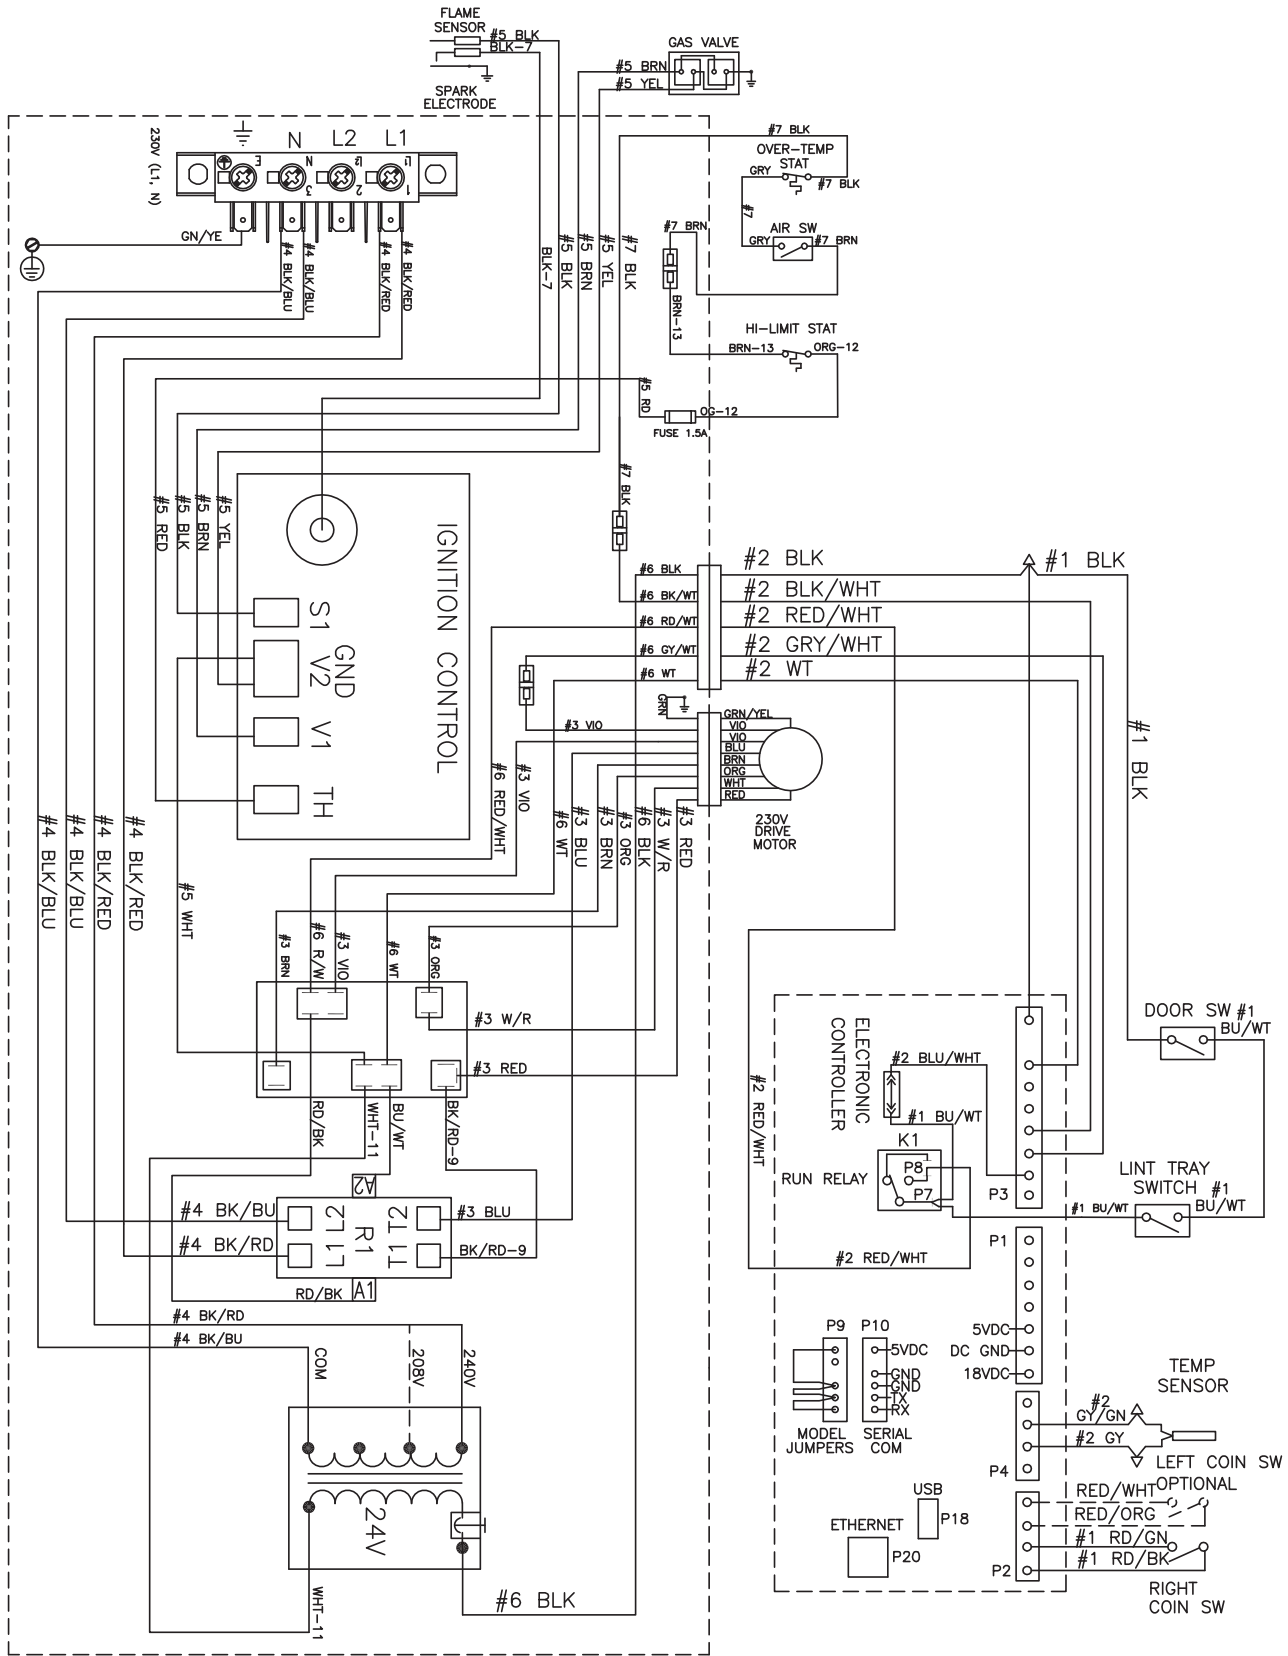 FLAME
SENSOR
#5 BLK
BLK-7
SPARK
ELECTRODE
GAS VALVE
#5 BRN
#5 YEL
#7 BLK
OVER-TEMP
STAT
GRY
#7 BLK
#7
AIR SW
GRY
#7 BRN
#7 BRN
BRN-13
HI-LIMIT STAT
BRN-13
ORG-12
#5 RD
OG-12
FUSE 1.5A
230V (L1, N)
N
L2
L1
E
N
L2
L1
3
2
1
GN/YE
#4 BLK/BLU
#4 BLK/BLU
#4 BLK/RED
#4 BLK/RED
BLK-7
#5 BLK
#5 BRN
#5 YEL
#7 BLK
#7 BLK
#5 RED
#5 BLK
#5 BRN
#5 YEL
IGNITION CONTROL
S1
GND
V2
V1
TH
#6 BLK
#6 BK/WT
#6 RD/WT
#6 GY/WT
#6 WT
#2 BLK
#2 BLK/WHT
#2 RED/WHT
#2 GRY/WHT
#2 WT
#1 BLK
#1 BLK
GRN
#3 VIO
GRN/YEL
VIO
VIO
BLU
BRN
ORG
WHT
RED
230V
DRIVE
MOTOR
#4 BLK/BLU
#4 BLK/BLU
#4 BLK/RED
#4 BLK/RED
#5 WHT
#6 RED/WHT
#3 VIO
#6 WT
#3 BLU
#3 BRN
#3 ORG
#6 BLK
#3 W/R
#3 RED
#3 BRN
#6 R/W
#3 VIO
#6 WT
#3 ORG
#3 W/R
#3 RED
RD/BK
WHT-11
BU/WT
BK/RD-9
A2
#4 BK/BU
#4 BK/RD
L2
L1
R1
T2
T1
#3 BLU
BK/RD-9
RD/BK
A1
#4 BK/RD
#4 BK/BU
COM
208V
240V
24V
WHT-11
#6 BLK
ELECTRONIC
CONTROLLER
#2 BLU/WHT
#1 BU/WT
K1
P8
P7
RUN RELAY
#2 RED/WHT
#2 RED/WHT
P3
DOOR SW #1
BU/WT
LINT TRAY
SWITCH
#1
BU/WT
#1 BU/WT
P1
5VDC
DC GND
18VDC
P9
P10
5VDC
GND
GND
TX
RX
MODEL
JUMPERS
SERIAL
COM
TEMP
SENSOR
#2
GY/GN
#2 GY
P4
LEFT COIN SW
OPTIONAL
RED/WHT
RED/ORG
#1 RD/GN
#1 RD/BK
P2
RIGHT
COIN SW
USB
P18
ETHERNET
P20